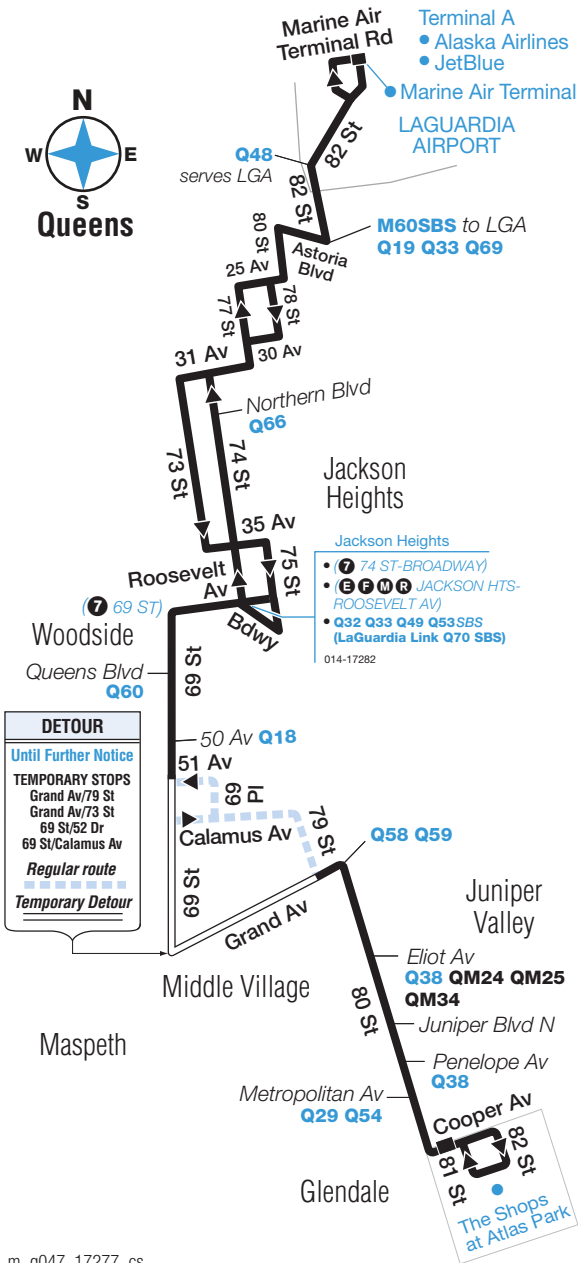 Marine Air
Terminal Rd
Terminal A
• Alaska Airlines
• JetBlue
Marine Air Terminal
LAGUARDIA
AIRPORT
N
W
E
S
Queens
82 St
Q48
serves LGA
82 St
M60SBS to LGA
Q19 Q33 Q69
80 St
Astoria
Blvd
25 Av
77 St
78 St
30 Av
31 Av
Northern Blvd
Q66
73 St
74 St
Jackson
Heights
35 Av
75 St
Roosevelt
Av
Bdwy
Jackson Heights
• (7 74 ST-BROADWAY)
• (E F M R JACKSON HTS-
ROOSEVELT AV)
• Q32 Q33 Q49 Q53SBS
(LaGuardia Link Q70 SBS)
014-17282
(7 69 ST)
Woodside
Queens Blvd
Q60
69 St
50 Av Q18
51 Av
69 Pl
Calamus Av
79 St
69 St
Grand Av
DETOUR
Until Further Notice
TEMPORARY STOPS
Grand Av/79 St
Grand Av/73 St
69 St/52 Dr
69 St/Calamus Av
Regular route
Temporary Detour
Q58 Q59
Juniper
Valley
Middle Village
Eliot Av
Q38 QM24 QM25
QM34
80 St
Juniper Blvd N
Maspeth
Penelope Av
Q38
Metropolitan Av
Q29 Q54
Cooper Av
81 St
82 St
Glendale
The Shops
at Atlas Park
m_q047_17277_cs